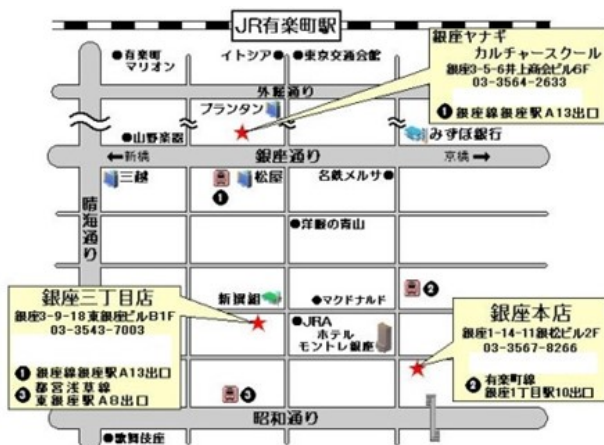 JR有楽町駅
●有楽町
マリオン
イトシア●
●東京交通会館
銀座ヤナギ
カルチャースクール
銀座3-5-6井上商会ビル6F
03-3564-2633
❶銀座線銀座駅A13出口
外堀通り
プランタン
●山野楽器
みずほ銀行
←新橋
銀座通り
京橋→
三越
松屋
❶
名鉄メルサ●
晴海通り
●洋服の青山
❷
新撰組
●マクドナルド
銀座三丁目店
銀座3-9-18東銀座ビルB1F
03-3543-7003
❶銀座線銀座駅A13出口
❸都営浅草線
東銀座駅A8出口
●JRA
ホテル
モントレ銀座
銀座本店
銀座1-14-11銀松ビル2F
03-3567-8266
❷有楽町線
銀座1丁目駅10出口
❸
昭和通り
●歌舞伎座